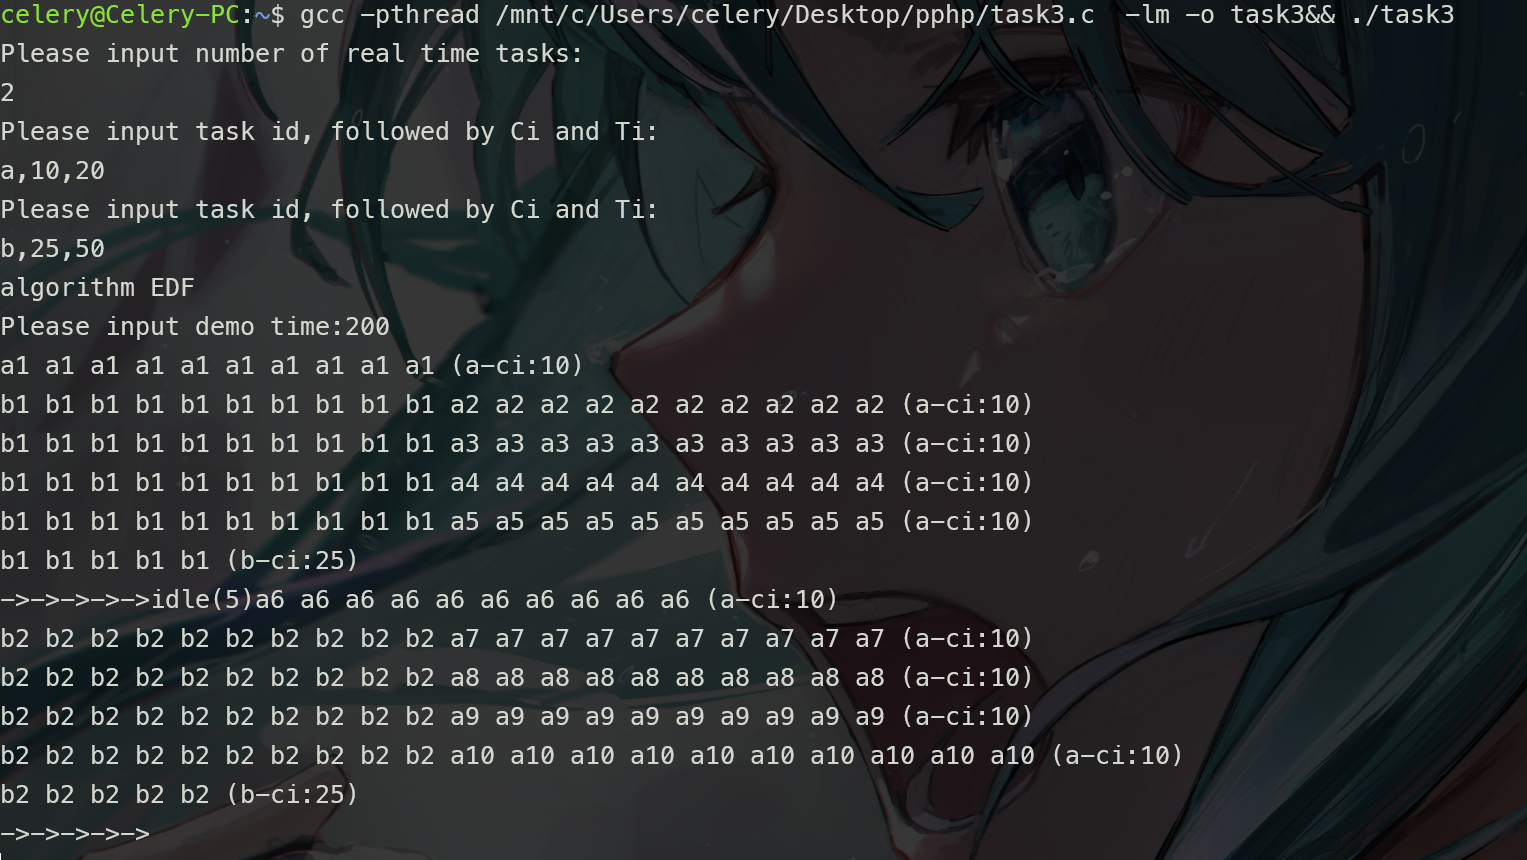 celery@Celery-PC:~$ gcc -pthread /mnt/c/Users/celery/Desktop/pphp/task3.c  -lm -o task3&& ./task3
Please input number of real time tasks:
2
Please input task id, followed by Ci and Ti:
a,10,20
Please input task id, followed by Ci and Ti:
b,25,50
algorithm EDF
Please input demo time:200
a1 a1 a1 a1 a1 a1 a1 a1 a1 a1 (a-ci:10)
b1 b1 b1 b1 b1 b1 b1 b1 b1 b1 a2 a2 a2 a2 a2 a2 a2 a2 a2 a2 (a-ci:10)
b1 b1 b1 b1 b1 b1 b1 b1 b1 b1 a3 a3 a3 a3 a3 a3 a3 a3 a3 a3 (a-ci:10)
b1 b1 b1 b1 b1 b1 b1 b1 b1 b1 a4 a4 a4 a4 a4 a4 a4 a4 a4 a4 (a-ci:10)
b1 b1 b1 b1 b1 b1 b1 b1 b1 b1 a5 a5 a5 a5 a5 a5 a5 a5 a5 a5 (a-ci:10)
b1 b1 b1 b1 b1 (b-ci:25)
->->->->->idle(5)a6 a6 a6 a6 a6 a6 a6 a6 a6 a6 (a-ci:10)
b2 b2 b2 b2 b2 b2 b2 b2 b2 b2 a7 a7 a7 a7 a7 a7 a7 a7 a7 a7 (a-ci:10)
b2 b2 b2 b2 b2 b2 b2 b2 b2 b2 a8 a8 a8 a8 a8 a8 a8 a8 a8 a8 (a-ci:10)
b2 b2 b2 b2 b2 b2 b2 b2 b2 b2 a9 a9 a9 a9 a9 a9 a9 a9 a9 a9 (a-ci:10)
b2 b2 b2 b2 b2 b2 b2 b2 b2 b2 a10 a10 a10 a10 a10 a10 a10 a10 a10 a10 (a-ci:10)
b2 b2 b2 b2 b2 (b-ci:25)
->->->->->